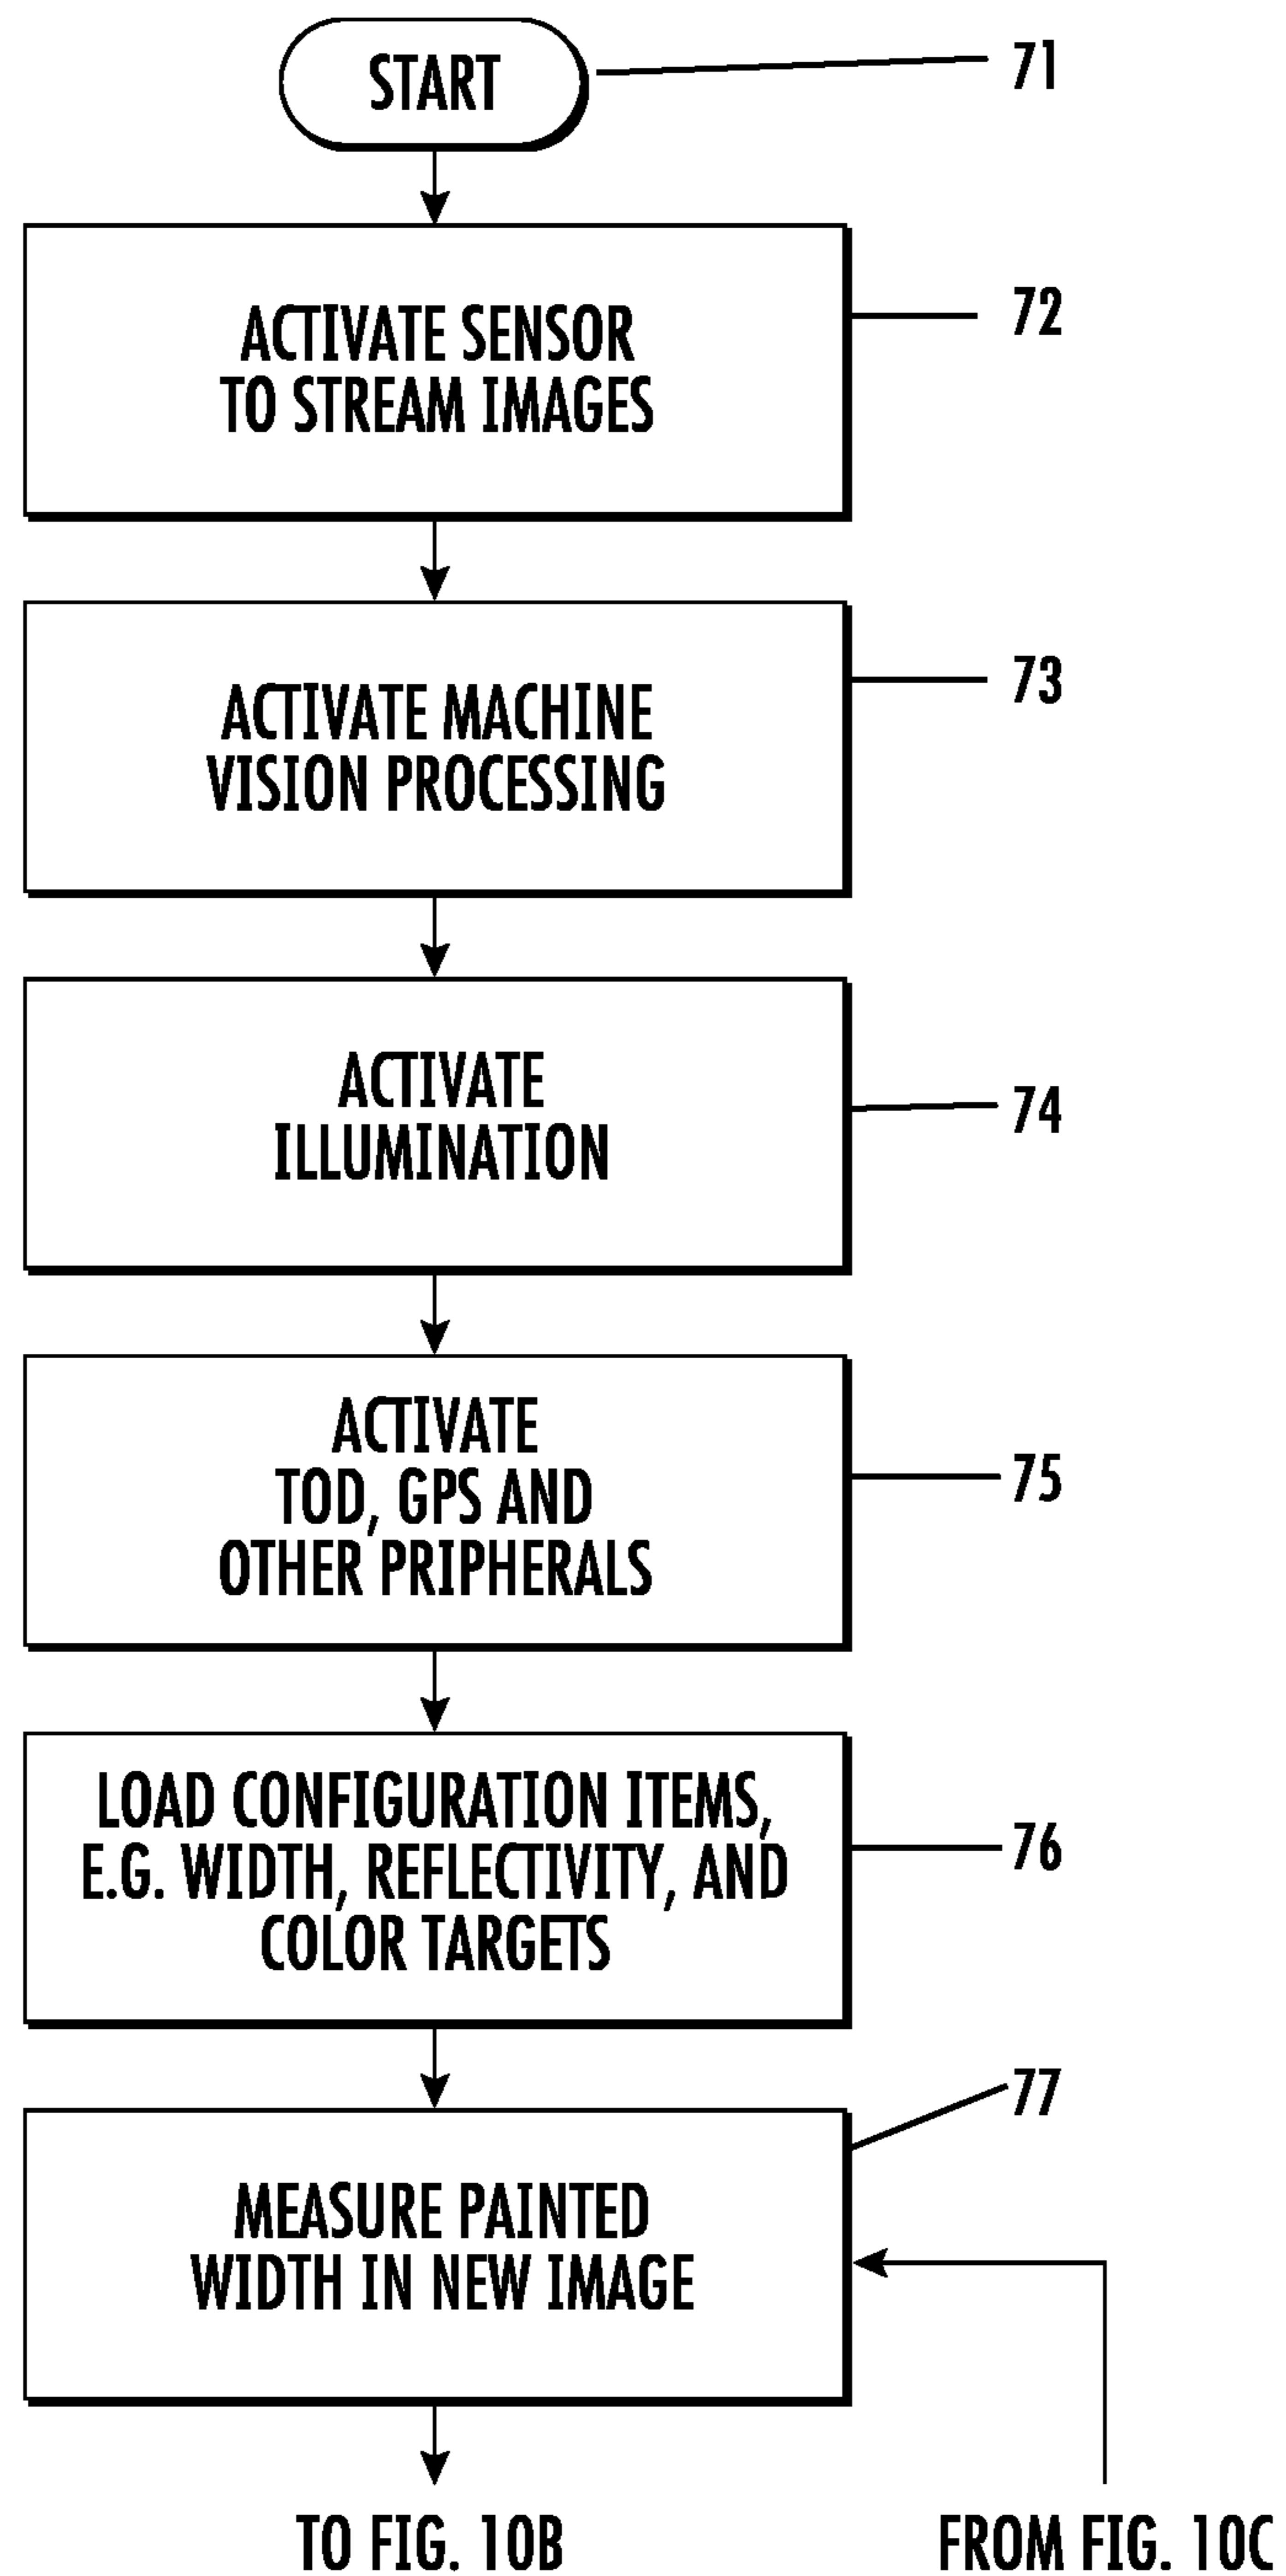 START
71
ACTIVATE SENSOR
TO STREAM IMAGES
72
ACTIVATE MACHINE
VISION PROCESSING
73
ACTIVATE
ILLUMINATION
74
ACTIVATE
TOD, GPS AND
OTHER PRIPHERALS
75
LOAD CONFIGURATION ITEMS,
E.G. WIDTH, REFLECTIVITY, AND
COLOR TARGETS
76
MEASURE PAINTED
WIDTH IN NEW IMAGE
77
TO FIG. 10B
FROM FIG. 10C